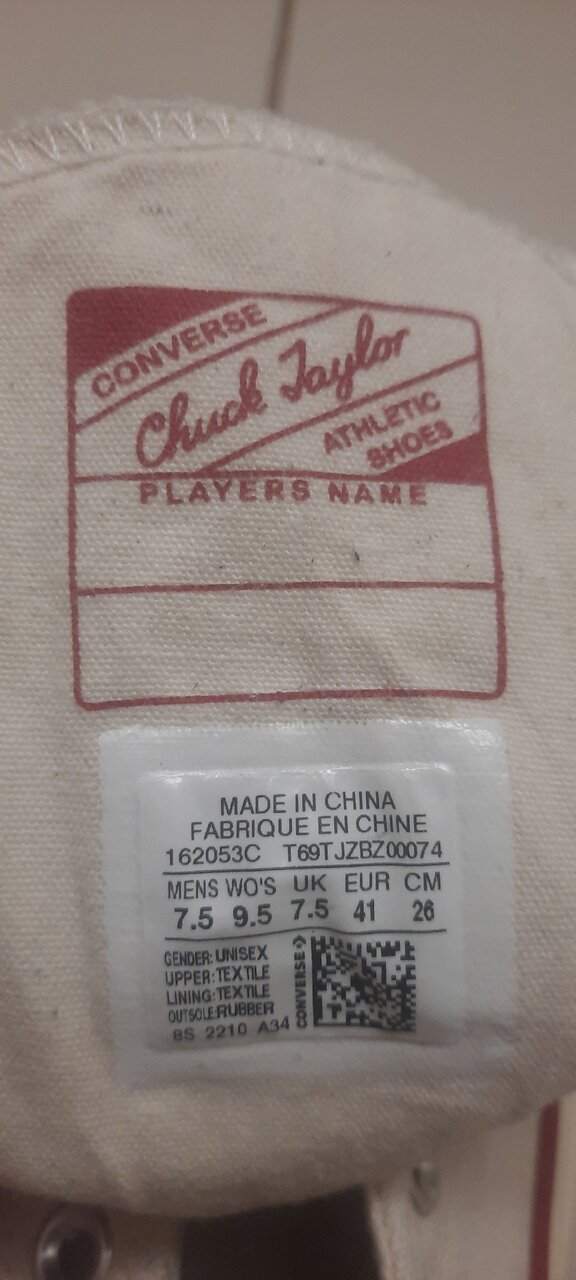 CONVERSE
Chuck Taylor
ATHLETIC
SHOES
PLAYERS NAME
MADE IN CHINA
FABRIQUE EN CHINE
162053C T69TJZBZ00074
MENS WO'S UK EUR CM
7.5 9.5 7.5 41 26
GENDER: UNISEX
UPPER: TEXTILE
LINING: TEXTILE
OUTSOLE: RUBBER
8S 2210 A34
CONVERSE